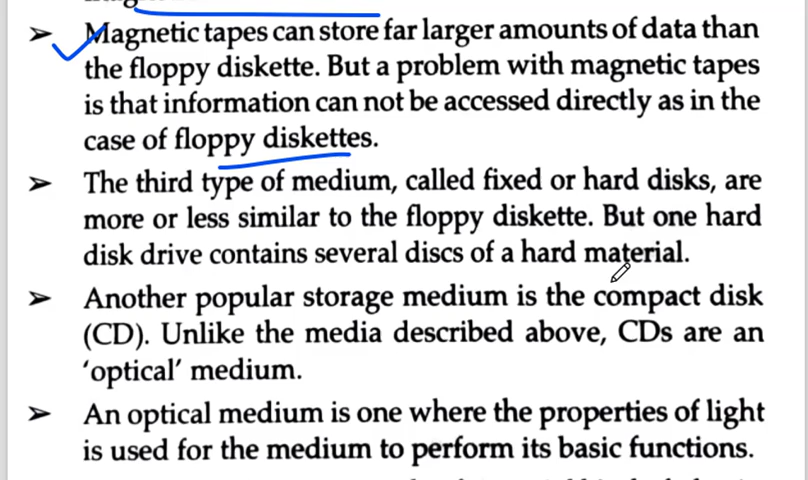 ➢ Magnetic tapes can store far larger amounts of data than
the floppy diskette. But a problem with magnetic tapes
is that information can not be accessed directly as in the
case of floppy diskettes.
➢ The third type of medium, called fixed or hard disks, are
more or less similar to the floppy diskette. But one hard
disk drive contains several discs of a hard material.
➢ Another popular storage medium is the compact disk
(CD). Unlike the media described above, CDs are an
‘optical’ medium.
➢ An optical medium is one where the properties of light
is used for the medium to perform its basic functions.